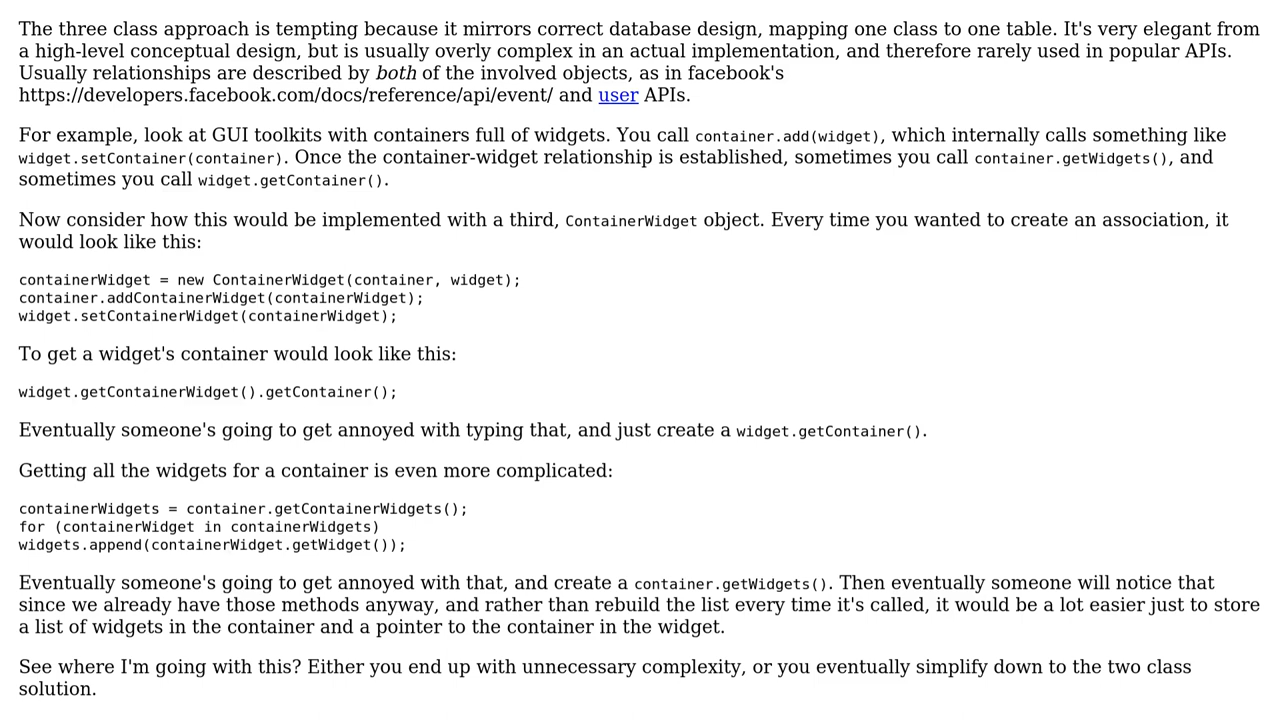 The three class approach is tempting because it mirrors correct database design, mapping one class to one table. It's very elegant from
a high-level conceptual design, but is usually overly complex in an actual implementation, and therefore rarely used in popular APIs.
Usually relationships are described by both of the involved objects, as in facebook's
https://developers.facebook.com/docs/reference/api/event/ and user APIs.
For example, look at GUI toolkits with containers full of widgets. You call container.add(widget), which internally calls something like
widget.setContainer(container). Once the container-widget relationship is established, sometimes you call container.getWidgets(), and
sometimes you call widget.getContainer().
Now consider how this would be implemented with a third, ContainerWidget object. Every time you wanted to create an association, it
would look like this:
containerWidget = new ContainerWidget(container, widget);
container.addContainerWidget(containerWidget);
widget.setContainerWidget(containerWidget);
To get a widget's container would look like this:
widget.getContainerWidget().getContainer();
Eventually someone's going to get annoyed with typing that, and just create a widget.getContainer().
Getting all the widgets for a container is even more complicated:
containerWidgets = container.getContainerWidgets();
for (containerWidget in containerWidgets)
widgets.append(containerWidget.getWidget());
Eventually someone's going to get annoyed with that, and create a container.getWidgets(). Then eventually someone will notice that
since we already have those methods anyway, and rather than rebuild the list every time it's called, it would be a lot easier just to store
a list of widgets in the container and a pointer to the container in the widget.
See where I'm going with this? Either you end up with unnecessary complexity, or you eventually simplify down to the two class
solution.